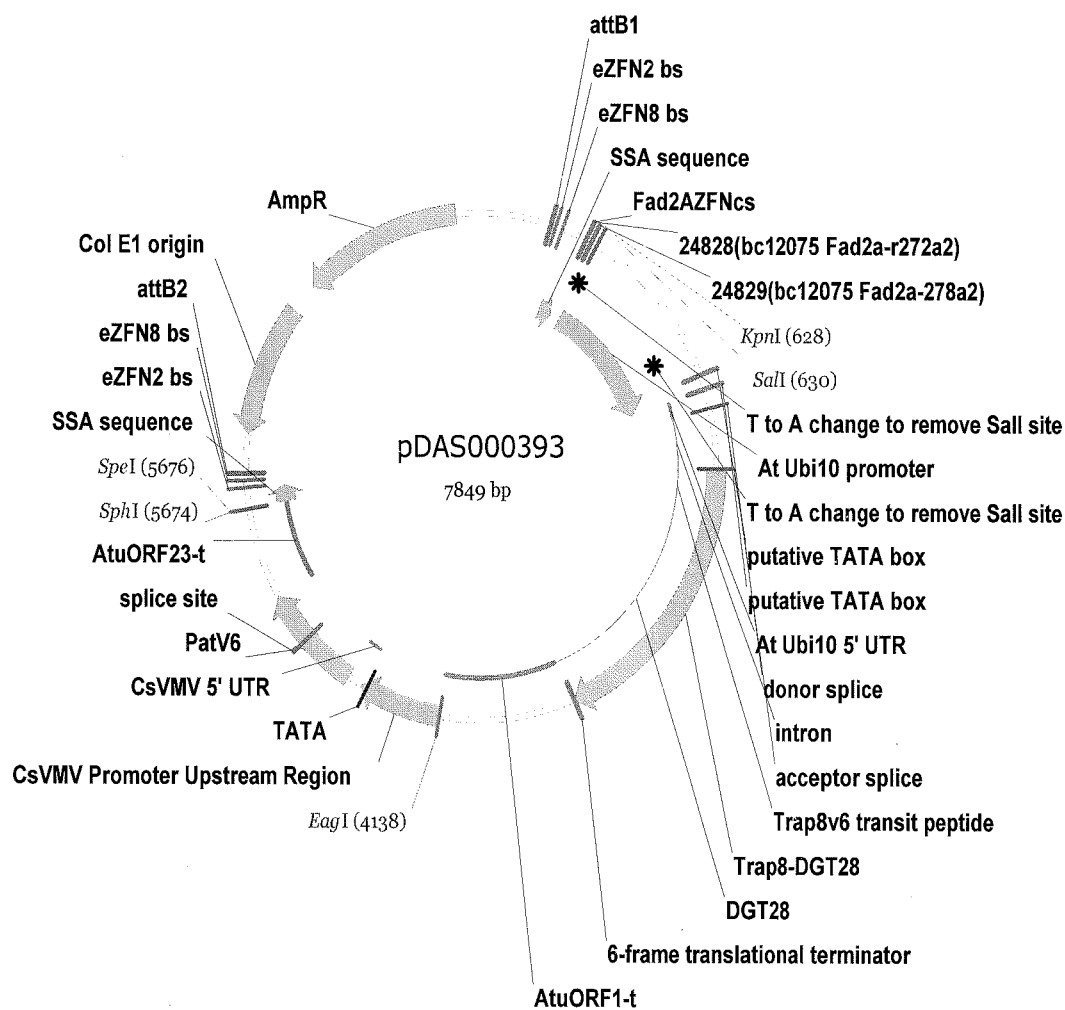 attB1
eZFN2 bs
eZFN8 bs
SSA sequence
Fad2AZFNcs
24828(bc12075 Fad2a-r272a2)
24829(bc12075 Fad2a-278a2)
KpnI (628)
SalI (630)
T to A change to remove SalI site
At Ubi10 promoter
T to A change to remove SalI site
putative TATA box
putative TATA box
At Ubi10 5' UTR
donor splice
intron
acceptor splice
Trap8v6 transit peptide
Trap8-DGT28
DGT28
6-frame translational terminator
AtuORF1-t
EagI (4138)
CsVMV Promoter Upstream Region
TATA
CsVMV 5' UTR
PatV6
splice site
AtuORF23-t
SphI (5674)
SpeI (5676)
SSA sequence
eZFN2 bs
eZFN8 bs
attB2
Col E1 origin
AmpR
pDAS000393
7849 bp